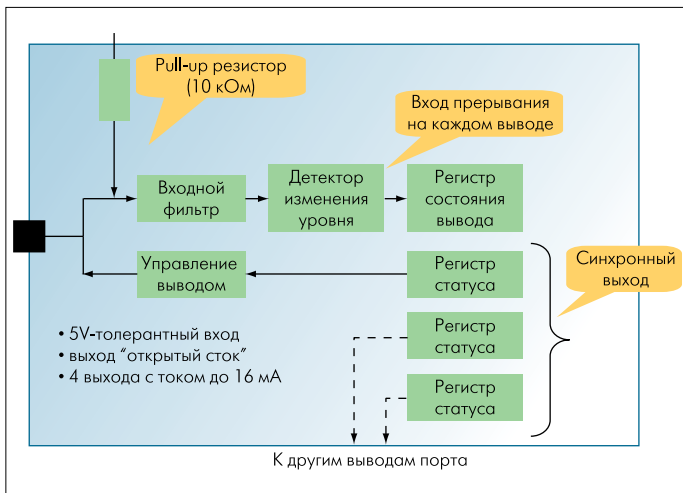 Pull-up резистор
(10 кОм)
Вход прерывания
на каждом выводе
Входной
фильтр
Детектор
изменения
уровня
Регистр
состояния
вывода
Управление
выводом
Регистр
статуса
Синхронный
выход
• 5V-толерантный вход
• выход “открытый сток”
• 4 выхода с током до 16 мА
Регистр
статуса
Регистр
статуса
К другим выводам порта